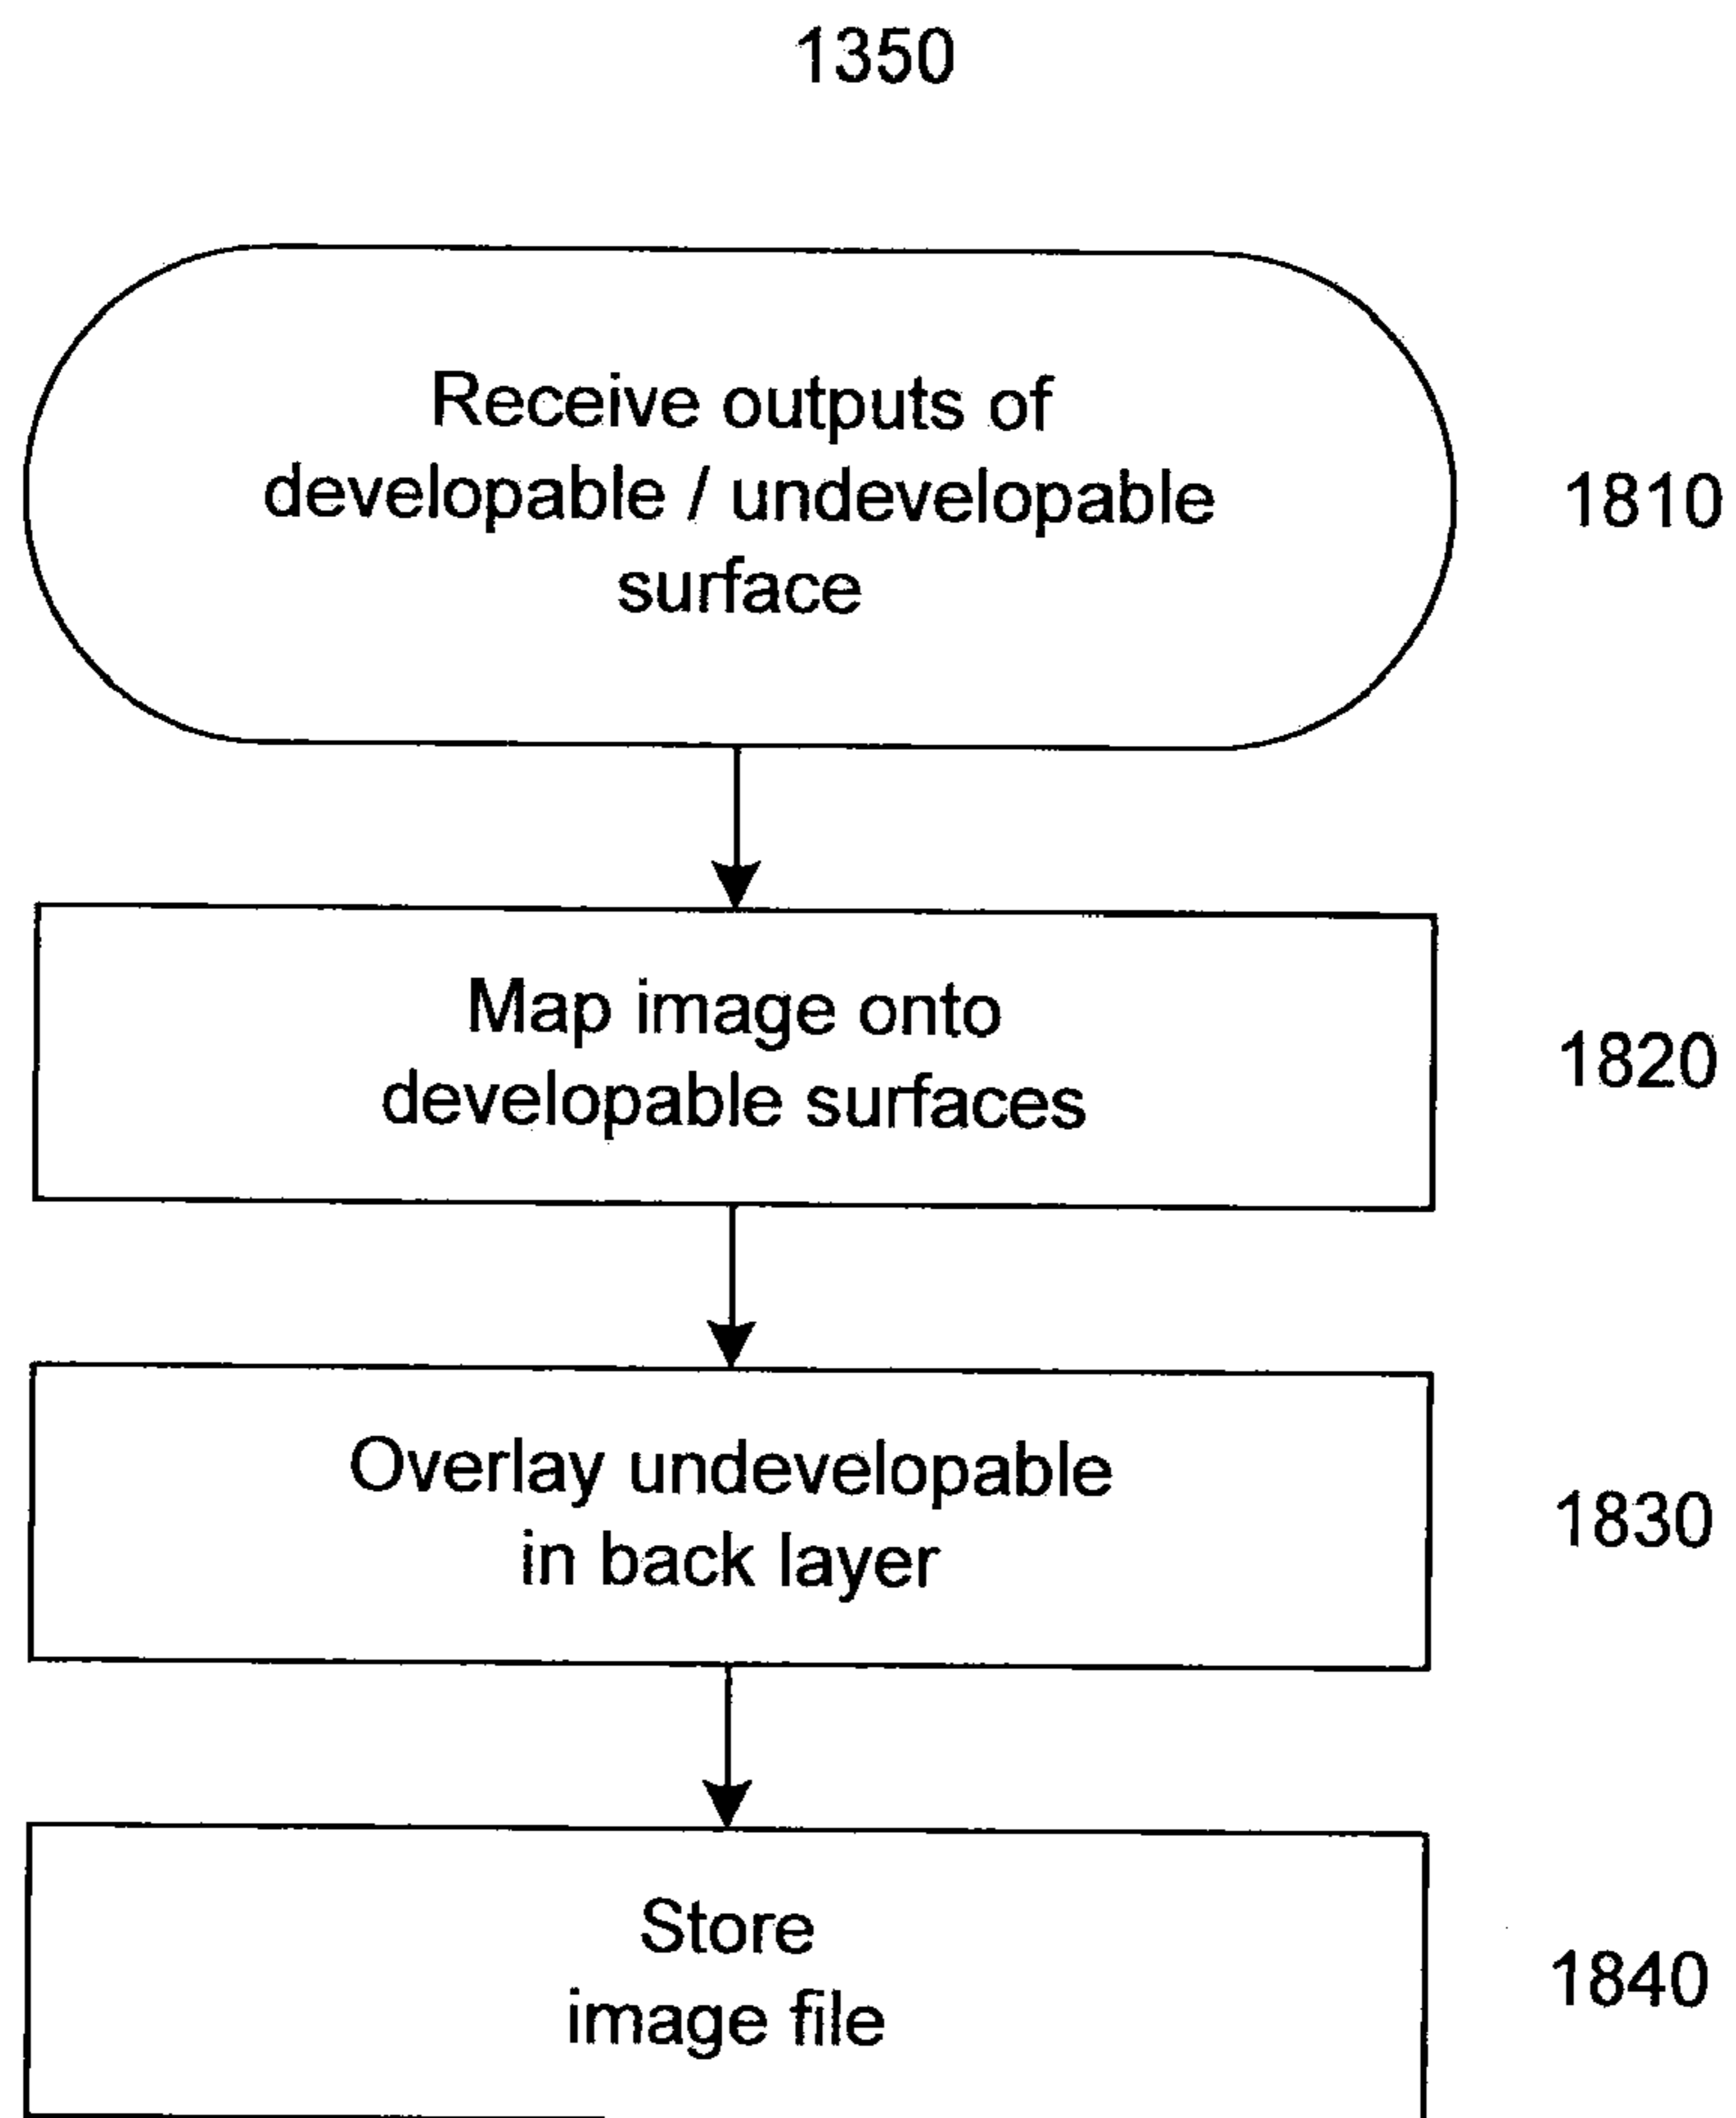 1350
Receive outputs of
developable / undevelopable
surface
1810
Map image onto
developable surfaces
1820
Overlay undevelopable
in back layer
1830
Store
image file
1840